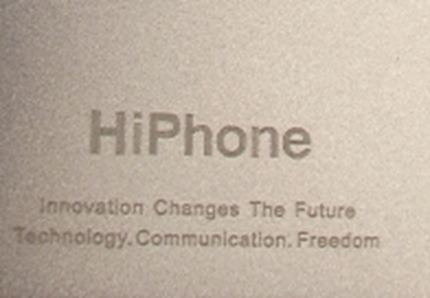 HiPhone
Innovation Changes The Future
Technology.Communication.Freedom